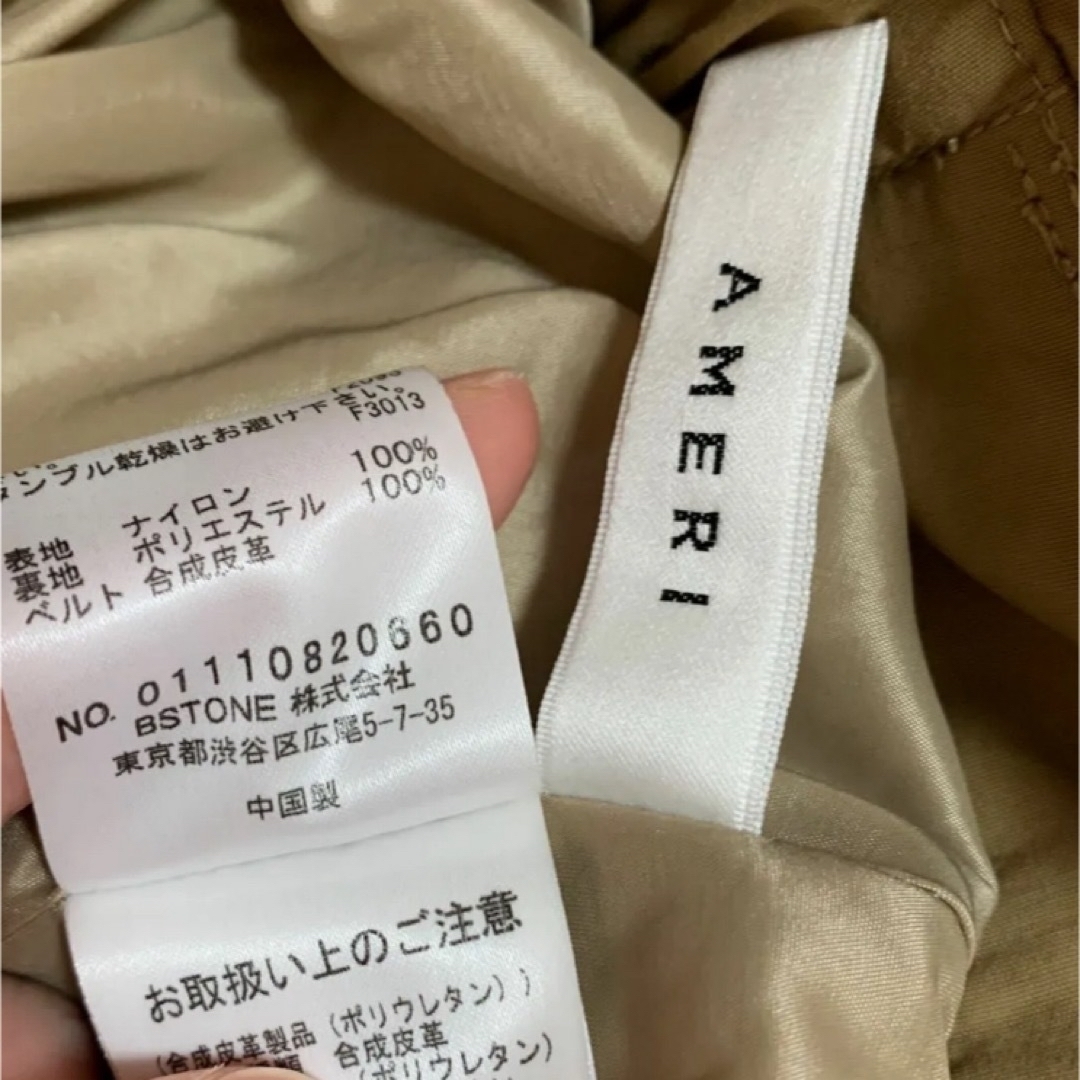 い。
タンブル乾燥はお避け下さい。
F3013
表地 ナイロン 100%
裏地 ポリエステル 100%
ベルト 合成皮革
NO. 01110820660
BSTONE 株式会社
東京都渋谷区広尾5-7-35
中国製
お取扱い上のご注意
(合成皮革製品(ポリウレタン))
合成皮革
(ポリウレタン)
AMERI